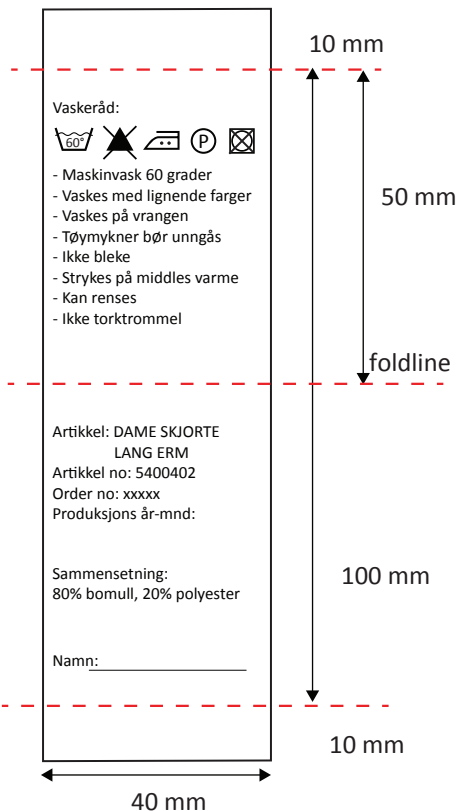 10 mm
Vaskeråd:
60°
P
- Maskinvask 60 grader
- Vaskes med lignende farger
- Vaskes på vrangen
- Tøymykner bør unngås
- Ikke bleke
- Strykes på middles varme
- Kan renses
- Ikke torktrommel
50 mm
foldline
Artikkel: DAME SKJORTE
LANG ERM
Artikkel no: 5400402
Order no: xxxxx
Produksjons år-mnd:
Sammensetning:
80% bomull, 20% polyester
100 mm
Namn:
10 mm
40 mm